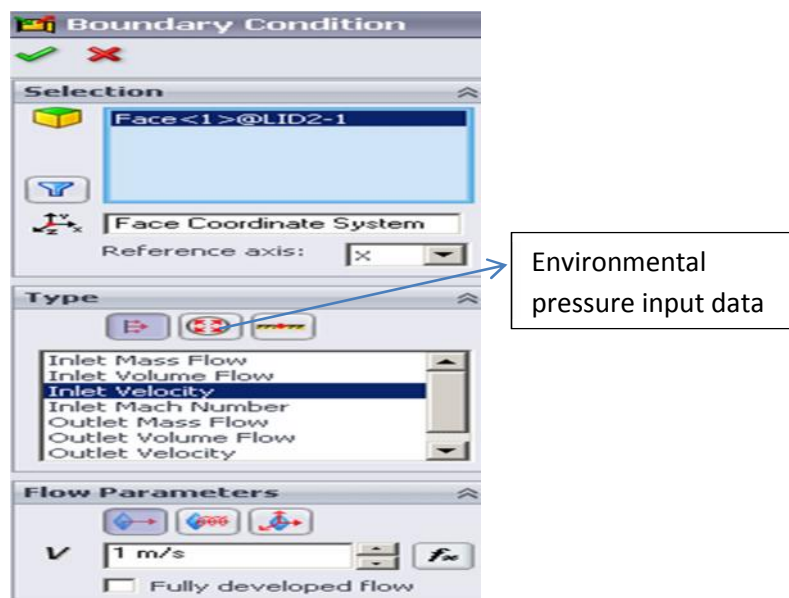 Boundary Condition
Selection
Face<1>@LID2-1
Face Coordinate System
Reference axis: X
Environmental
pressure input data
Type
Inlet Mass Flow
Inlet Volume Flow
Inlet Velocity
Inlet Mach Number
Outlet Mass Flow
Outlet Volume Flow
Outlet Velocity
Flow Parameters
V 1 m/s
Fully developed flow